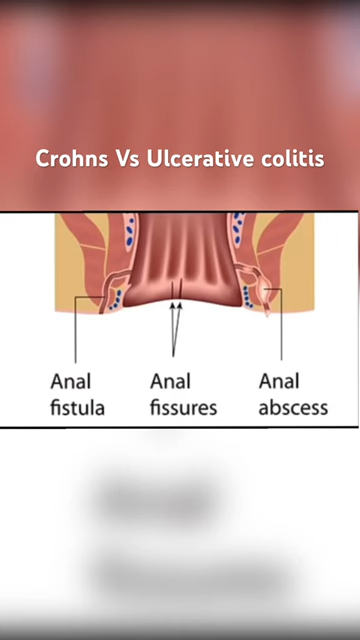 Crohns Vs Ulcerative colitis
Anal fistula
Anal fissures
Anal abscess